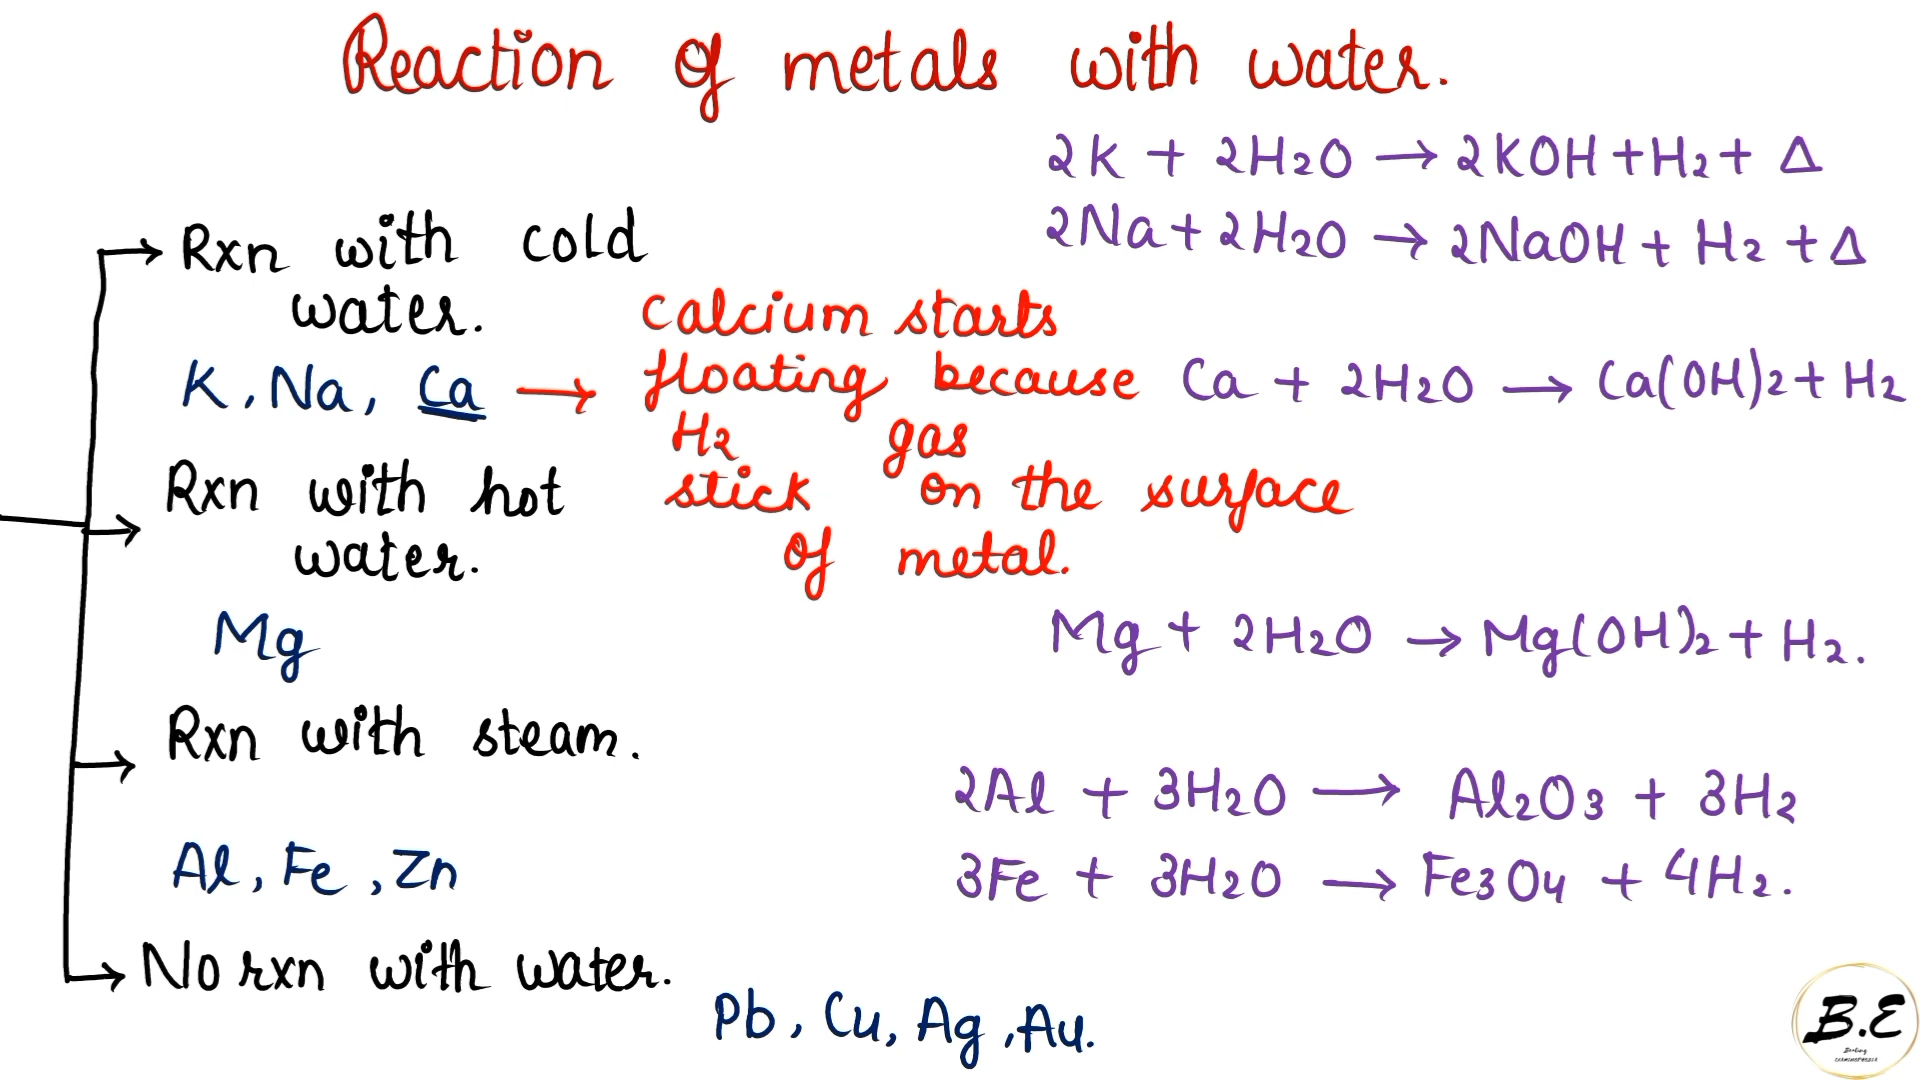 Reaction of metals with water.
2K + 2H2O → 2KOH + H2 + Δ
2Na + 2H2O → 2NaOH + H2 + Δ
Rxn with cold
water.
K, Na, Ca →
calcium starts
floating because
H2 gas
stick on the surface
of metal.
Ca + 2H2O → Ca(OH)2 + H2
Rxn with hot
water.
Mg
Mg + 2H2O → Mg(OH)2 + H2.
Rxn with steam.
Al, Fe, Zn
2Al + 3H2O → Al2O3 + 3H2
3Fe + 3H2O → Fe3O4 + 4H2.
No rxn with water.
Pb, Cu, Ag, Au.
B.E